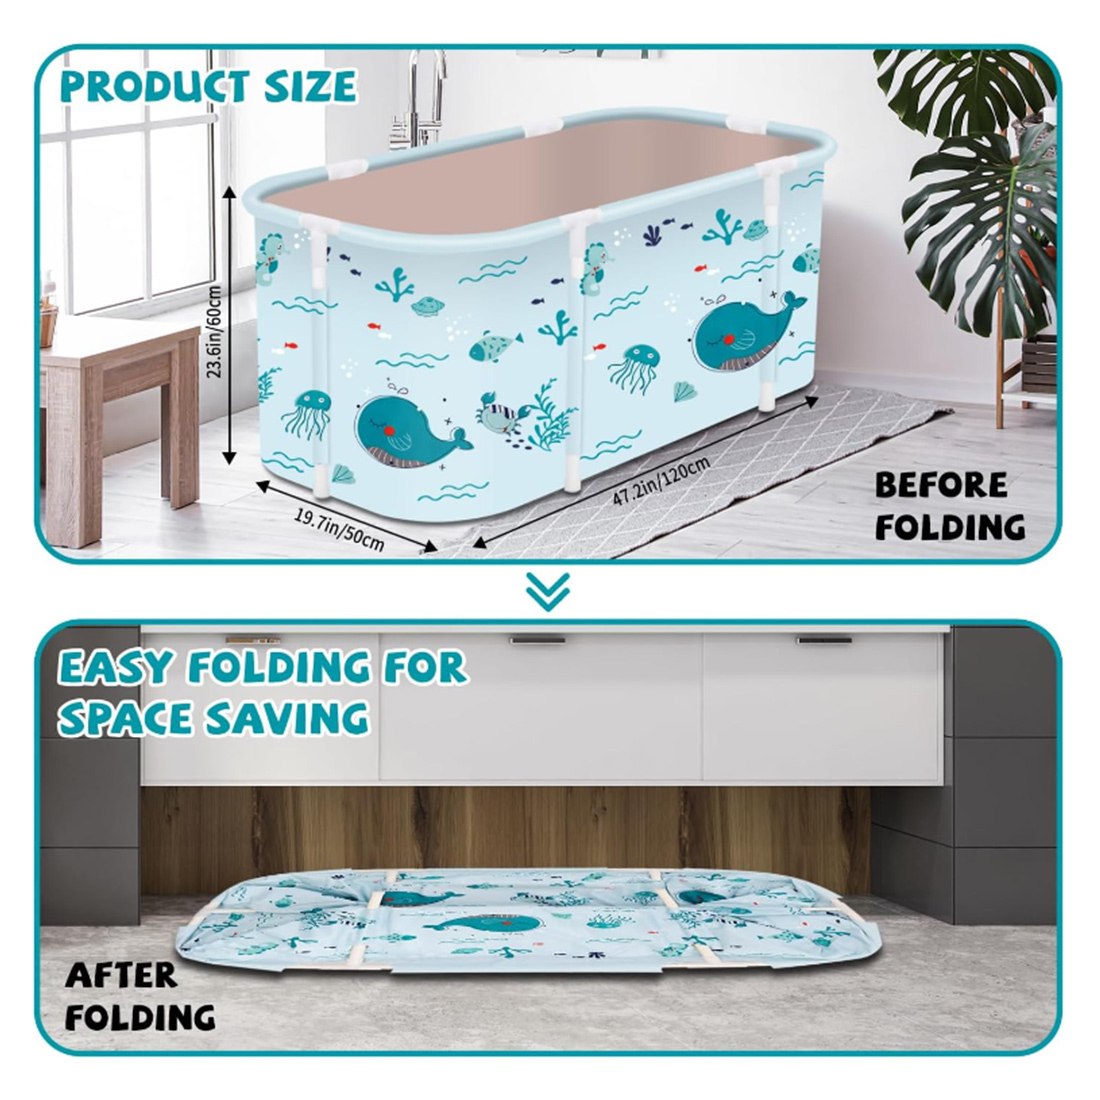 PRODUCT SIZE
23.6in/60cm
19.7in/50cm
47.2in/120cm
BEFORE
FOLDING
EASY FOLDING FOR
SPACE SAVING
AFTER
FOLDING